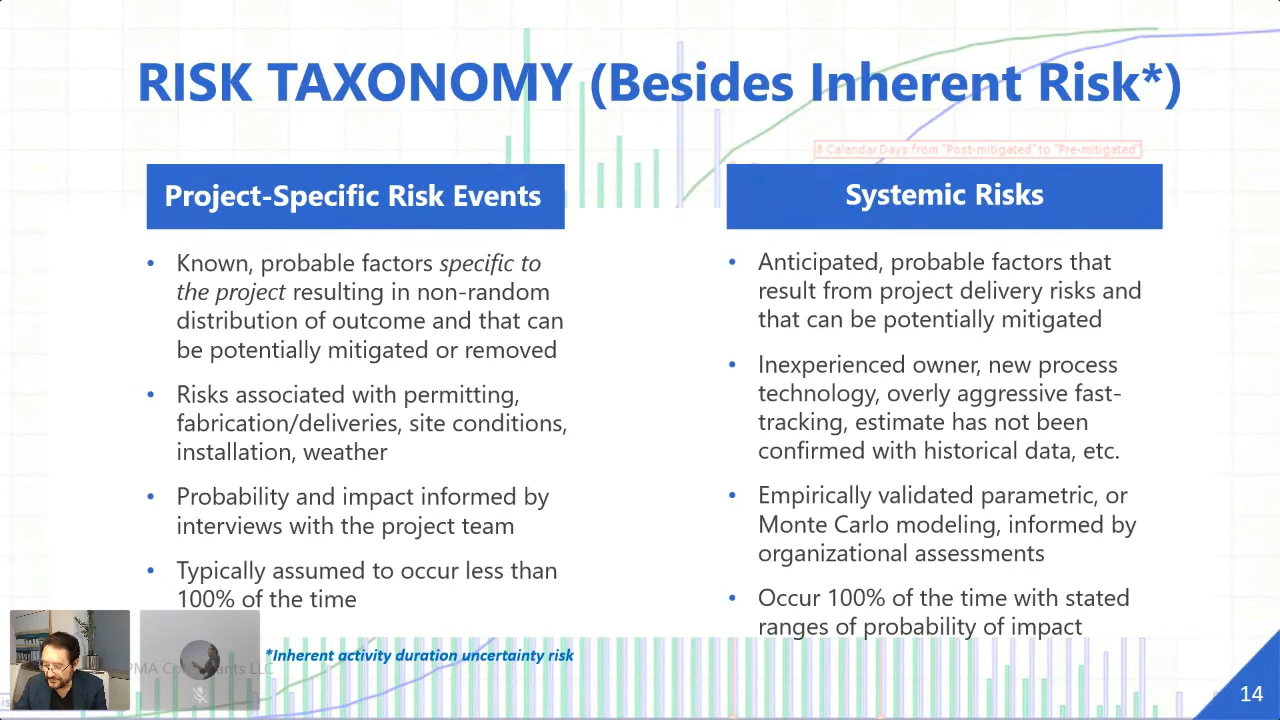 RISK TAXONOMY (Besides Inherent Risk*)
8 Calendar Days from "Post-mitigated" to "Pre-mitigated"
Project-Specific Risk Events
• Known, probable factors specific to
the project resulting in non-random
distribution of outcome and that can
be potentially mitigated or removed
• Risks associated with permitting,
fabrication/deliveries, site conditions,
installation, weather
• Probability and impact informed by
interviews with the project team
• Typically assumed to occur less than
100% of the time
Systemic Risks
• Anticipated, probable factors that
result from project delivery risks and
that can be potentially mitigated
• Inexperienced owner, new process
technology, overly aggressive fast-
tracking, estimate has not been
confirmed with historical data, etc.
• Empirically validated parametric, or
Monte Carlo modeling, informed by
organizational assessments
• Occur 100% of the time with stated
ranges of probability of impact
*Inherent activity duration uncertainty risk
PMA Consultants LLC
14